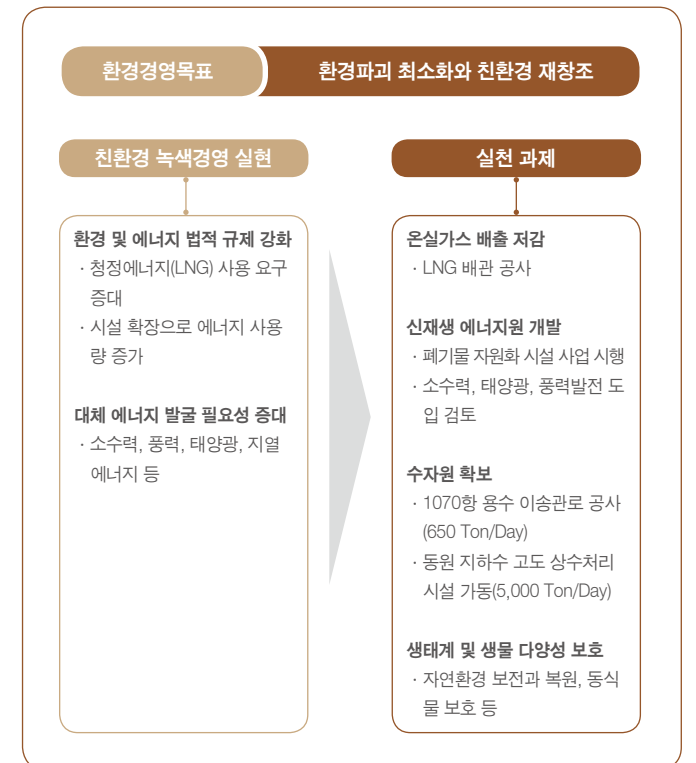 환경경영목표
환경파괴 최소화와 친환경 재창조
친환경 녹색경영 실현
환경 및 에너지 법적 규제 강화
· 청정에너지(LNG) 사용 요구
증대
· 시설 확장으로 에너지 사용
량 증가
대체 에너지 발굴 필요성 증대
· 소수력, 풍력, 태양광, 지열
에너지 등
실천 과제
온실가스 배출 저감
· LNG 배관 공사
신재생 에너지원 개발
· 폐기물 자원화 시설 사업 시행
· 소수력, 태양광, 풍력발전 도
입 검토
수자원 확보
· 1070항 용수 이송관로 공사
(650 Ton/Day)
· 동원 지하수 고도 상수처리
시설 가동(5,000 Ton/Day)
생태계 및 생물 다양성 보호
· 자연환경 보전과 복원, 동식
물 보호 등